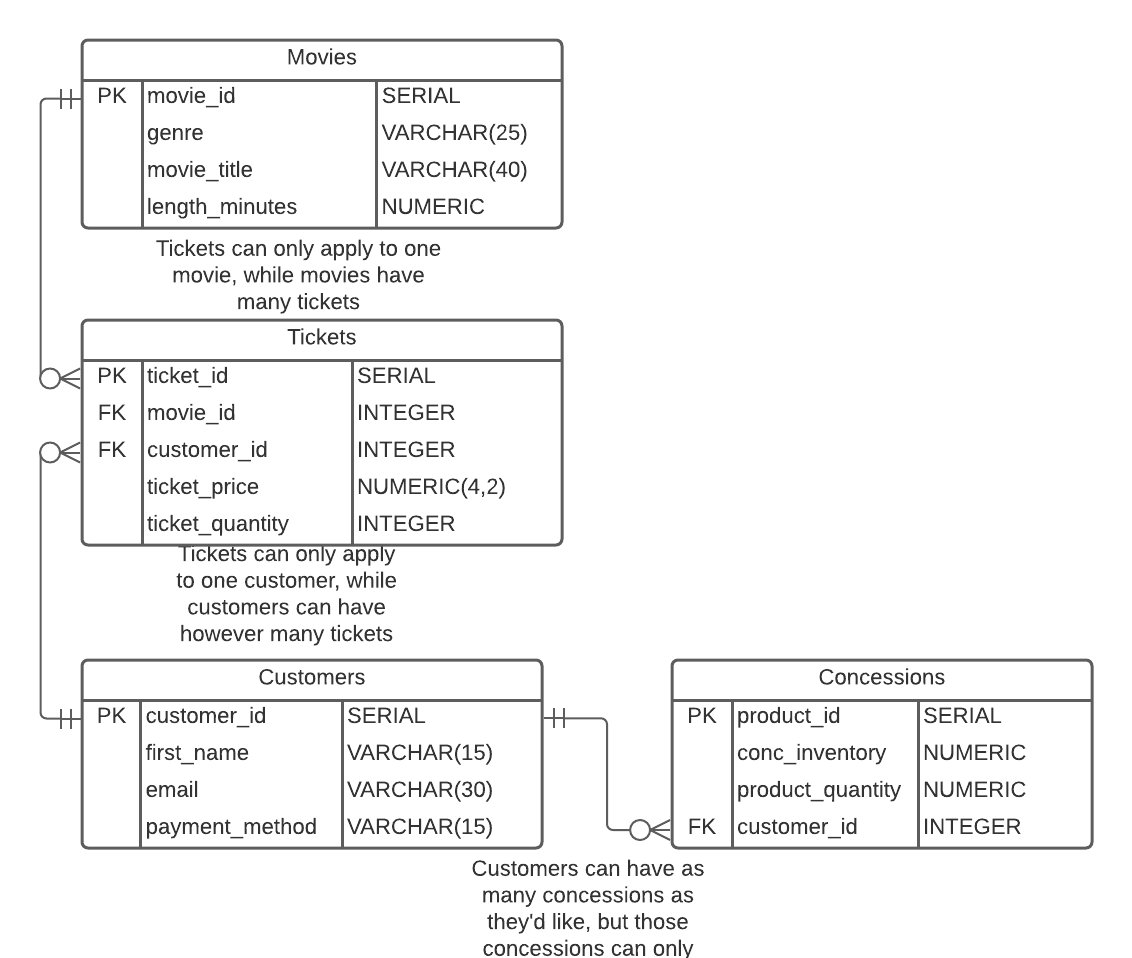 Movies
PK movie_id SERIAL
genre VARCHAR(25)
movie_title VARCHAR(40)
length_minutes NUMERIC
Tickets can only apply to one
movie, while movies have
many tickets
Tickets
PK ticket_id SERIAL
FK movie_id INTEGER
FK customer_id INTEGER
ticket_price NUMERIC(4,2)
ticket_quantity INTEGER
Tickets can only apply
to one customer, while
customers can have
however many tickets
Customers
PK customer_id SERIAL
first_name VARCHAR(15)
email VARCHAR(30)
payment_method VARCHAR(15)
Concessions
PK product_id SERIAL
conc_inventory NUMERIC
product_quantity NUMERIC
FK customer_id INTEGER
Customers can have as
many concessions as
they'd like, but those
concessions can only